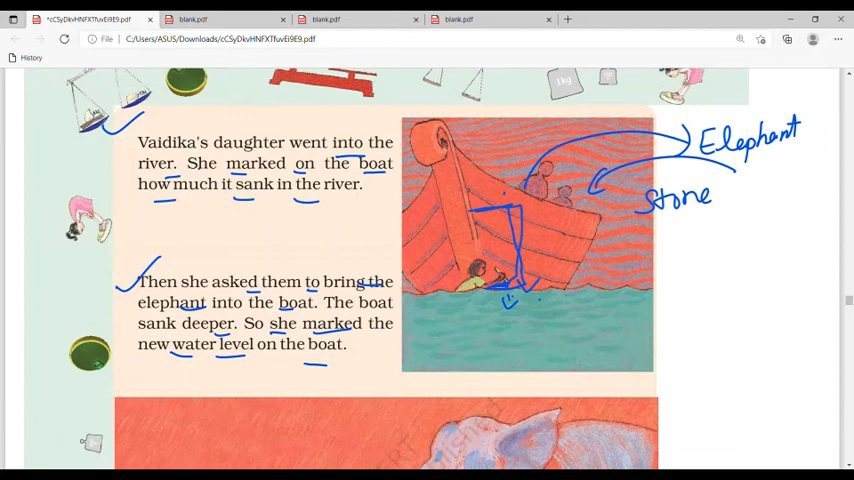 *cCSyDkvHNFXTfuvEi9E9.pdf
blank.pdf
blank.pdf
blank.pdf
File
C:/Users/ASUS/Downloads/cCSyDkvHNFXTfuvEi9E9.pdf
History
1kg
Vaidika's daughter went into the
river. She marked on the boat
how much it sank in the river.
Elephant
Stone
Then she asked them to bring the
elephant into the boat. The boat
sank deeper. So she marked the
new water level on the boat.